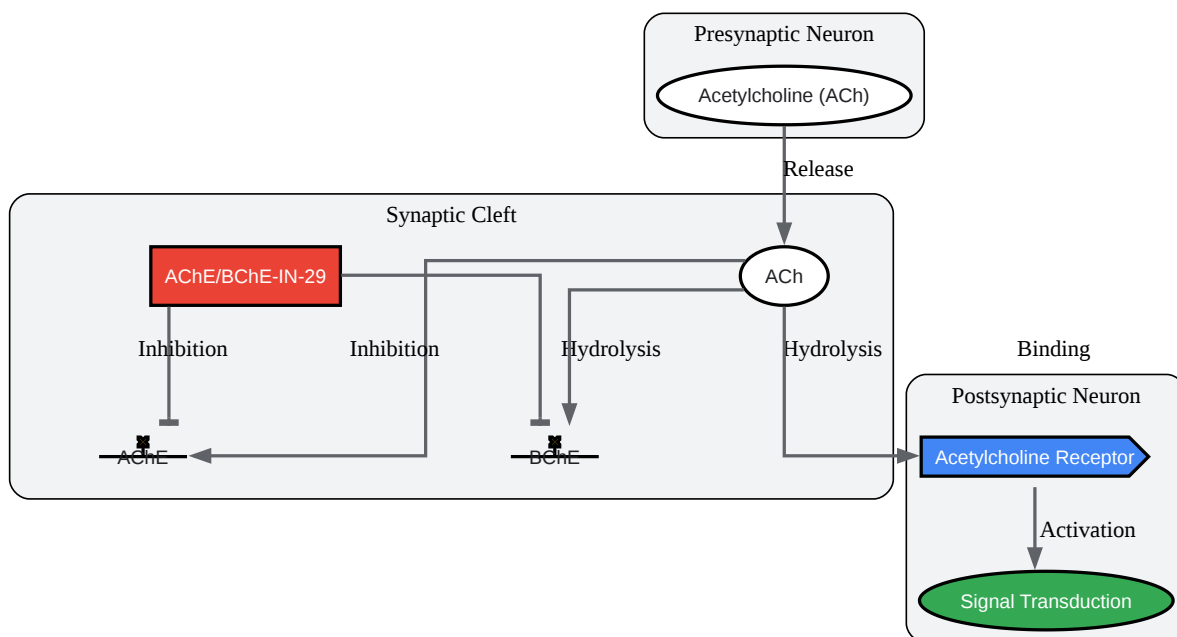 Presynaptic Neuron
Acetylcholine (ACh)
Release
Synaptic Cleft
AChE/BChE-IN-29
ACh
Inhibition
Inhibition
Hydrolysis
Hydrolysis
Binding
Postsynaptic Neuron
AChE
BChE
Acetylcholine Receptor
Activation
Signal Transduction